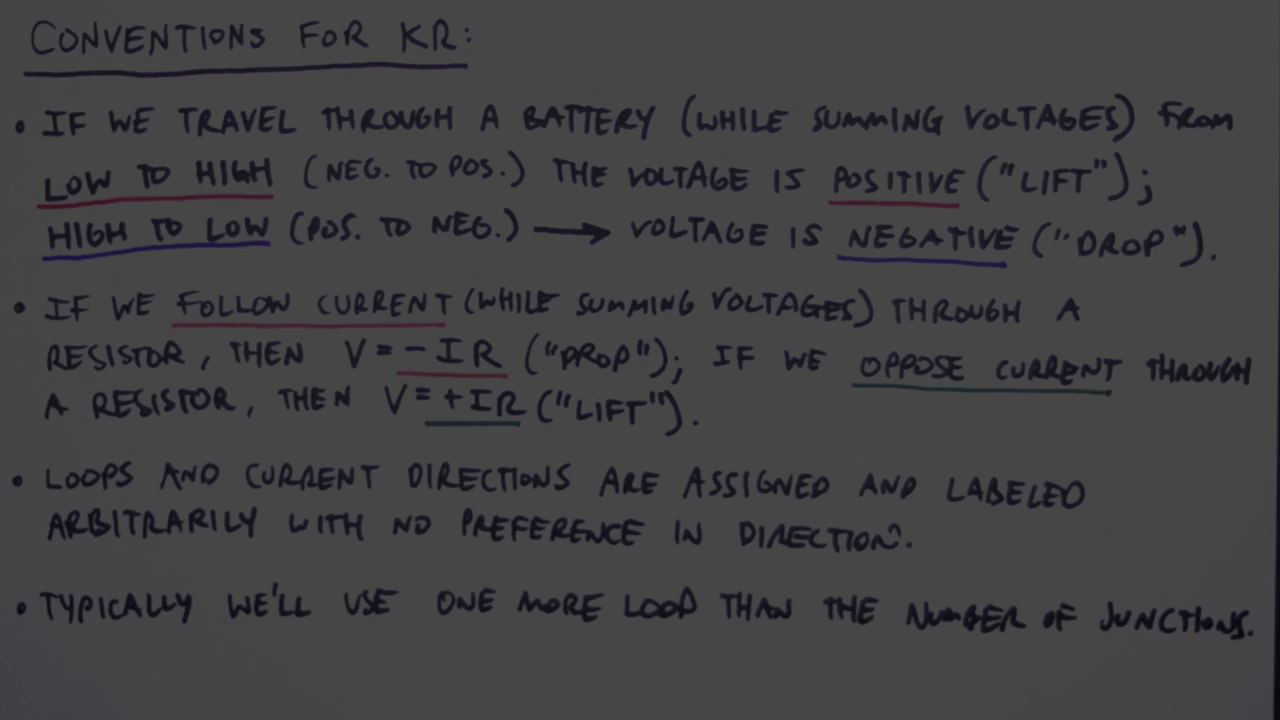 CONVENTIONS FOR KR:
• IF WE TRAVEL THROUGH A BATTERY (WHILE SUMMING VOLTAGES) FROM
LOW TO HIGH (NEG. TO POS.) THE VOLTAGE IS POSITIVE ("LIFT");
HIGH TO LOW (POS. TO NEG.) → VOLTAGE IS NEGATIVE ("DROP").
• IF WE FOLLOW CURRENT (WHILE SUMMING VOLTAGES) THROUGH A
RESISTOR, THEN V = -IR ("DROP"); IF WE OPPOSE CURRENT THROUGH
A RESISTOR, THEN V = +IR ("LIFT").
• LOOPS AND CURRENT DIRECTIONS ARE ASSIGNED AND LABELED
ARBITRARILY WITH NO PREFERENCE IN DIRECTION.
• TYPICALLY WE'LL USE ONE MORE LOOP THAN THE NUMBER OF JUNCTIONS.